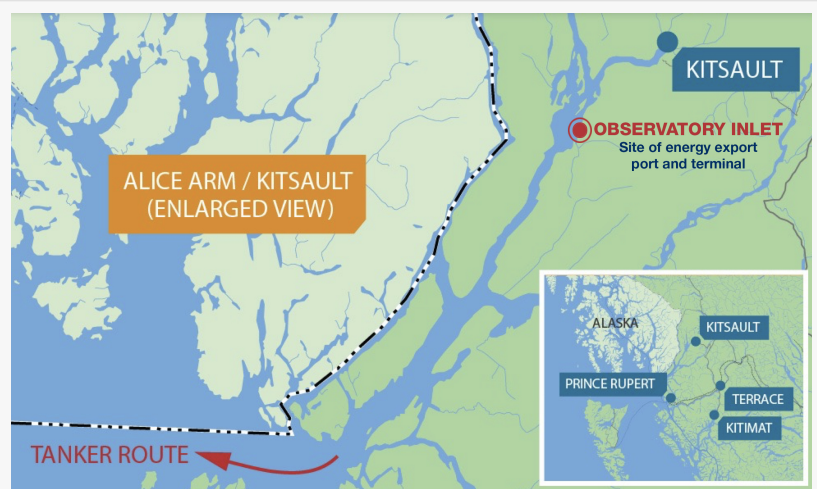 KITSAULT
OBSERVATORY INLET
Site of energy export
port and terminal
ALICE ARM / KITSAULT
(ENLARGED VIEW)
ALASKA
KITSAULT
PRINCE RUPERT
TERRACE
KITIMAT
TANKER ROUTE